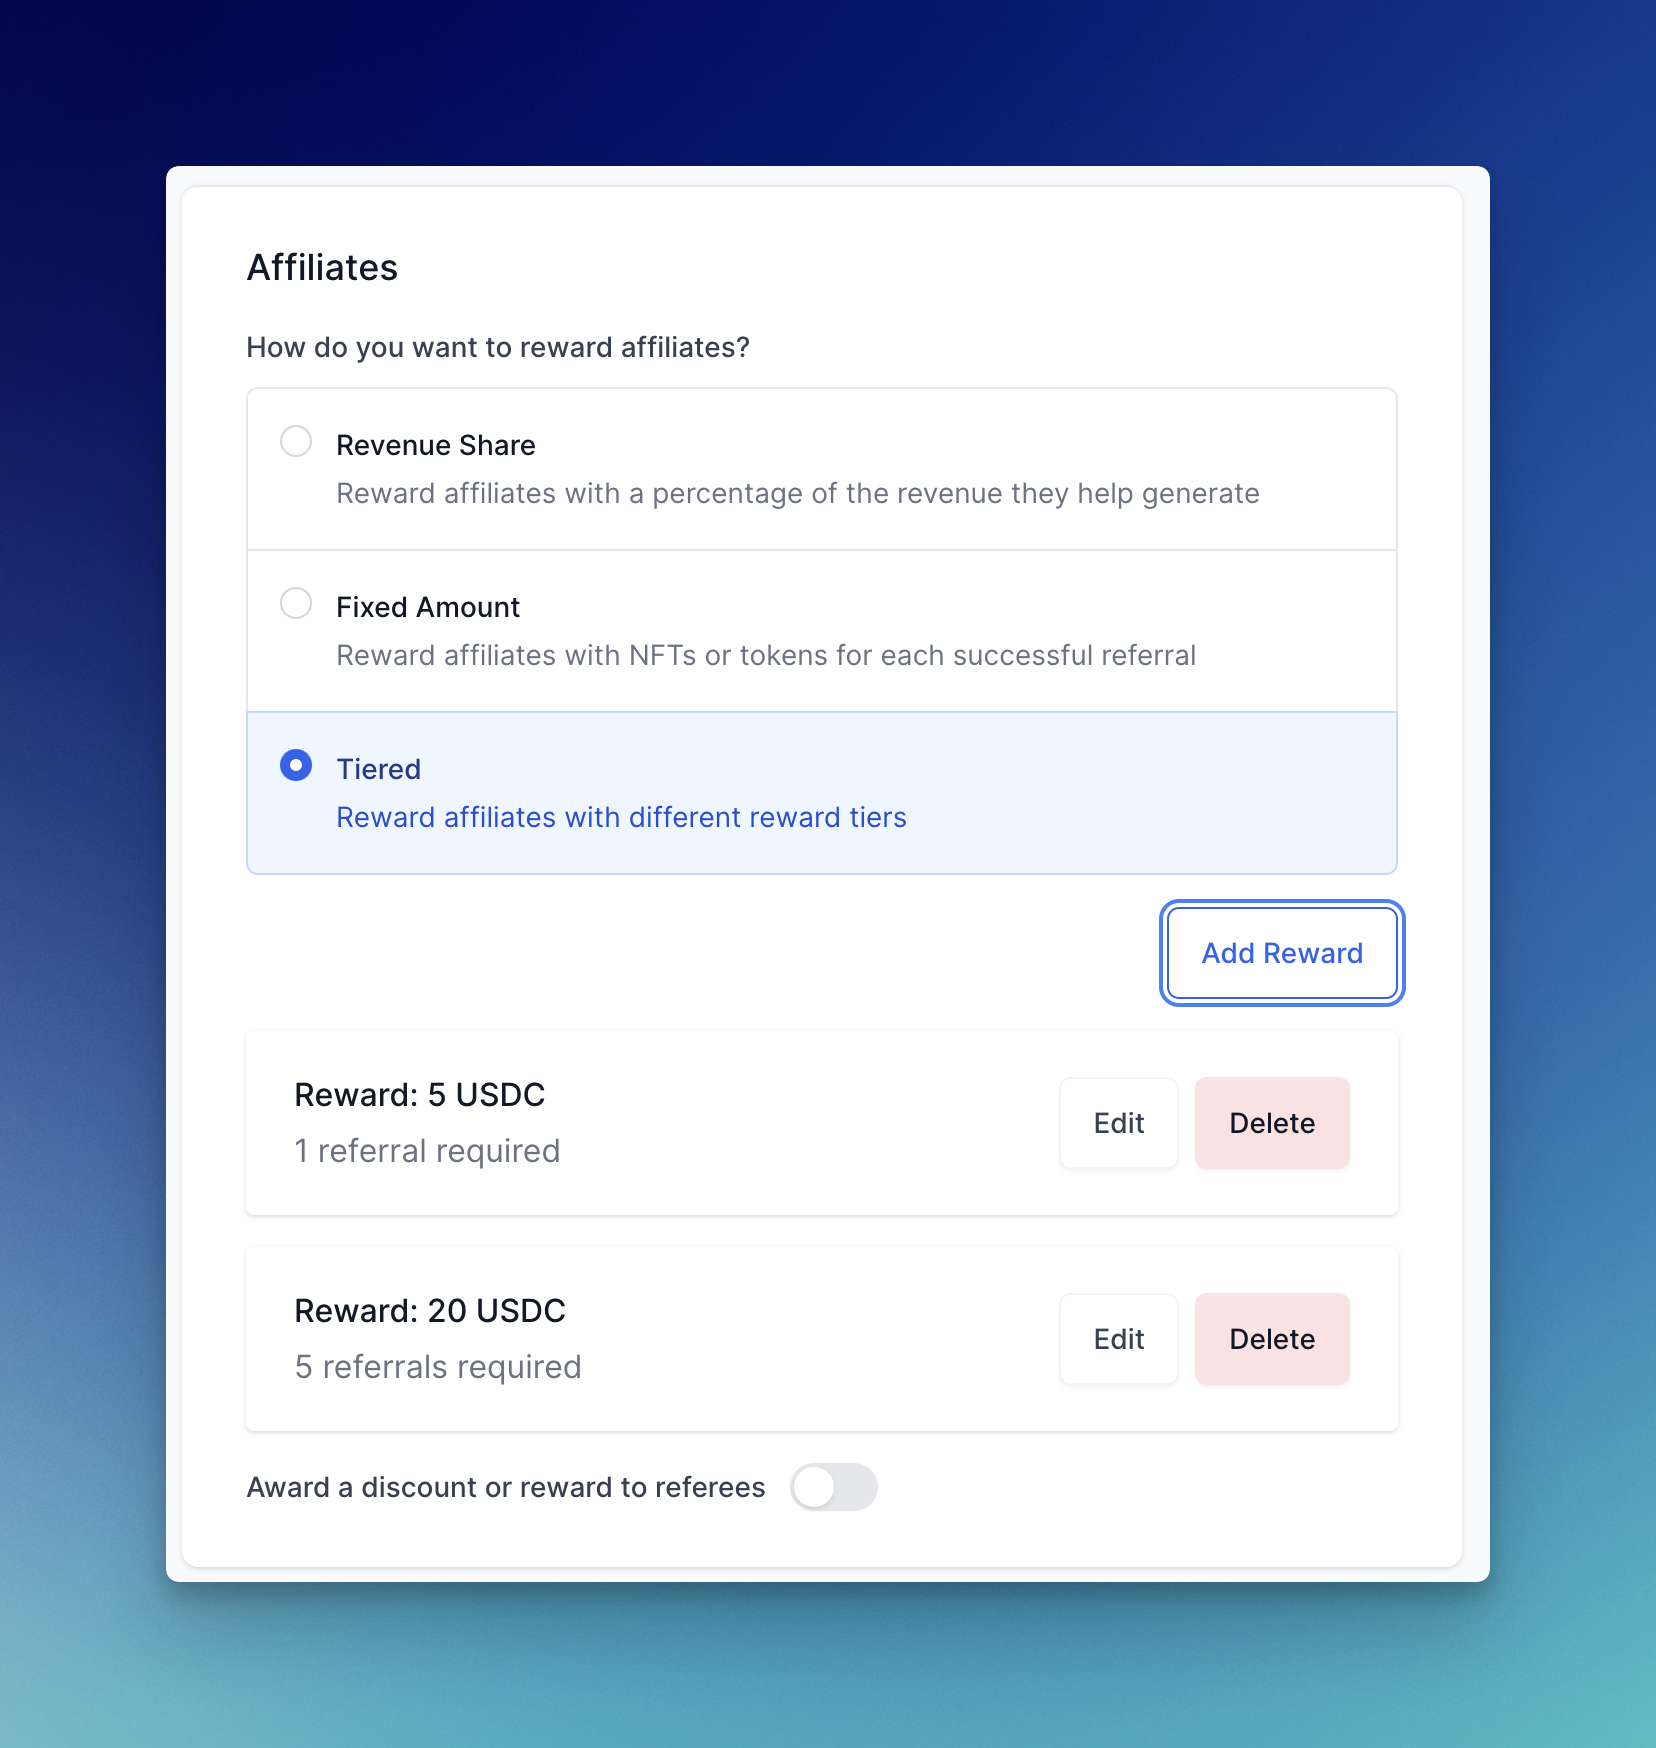 Affiliates
How do you want to reward affiliates?
Revenue Share
Reward affiliates with a percentage of the revenue they help generate
Fixed Amount
Reward affiliates with NFTs or tokens for each successful referral
Tiered
Reward affiliates with different reward tiers
Add Reward
Reward: 5 USDC
1 referral required
Edit
Delete
Reward: 20 USDC
5 referrals required
Edit
Delete
Award a discount or reward to referees